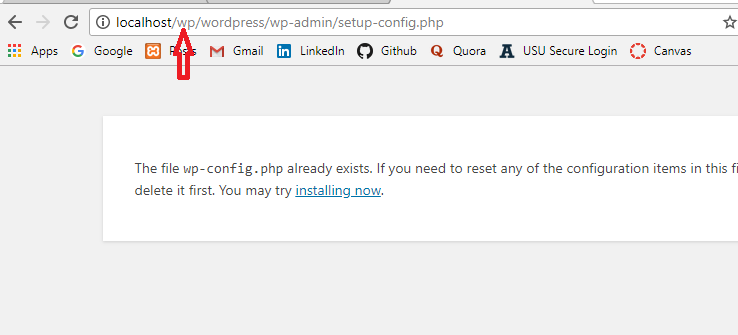 localhost/wp/wordpress/wp-admin/setup-config.php
Apps Google Gmail LinkedIn Github Quora USU Secure Login Canvas
The file wp-config.php already exists. If you need to reset any of the configuration items in this fi
delete it first. You may try installing now.